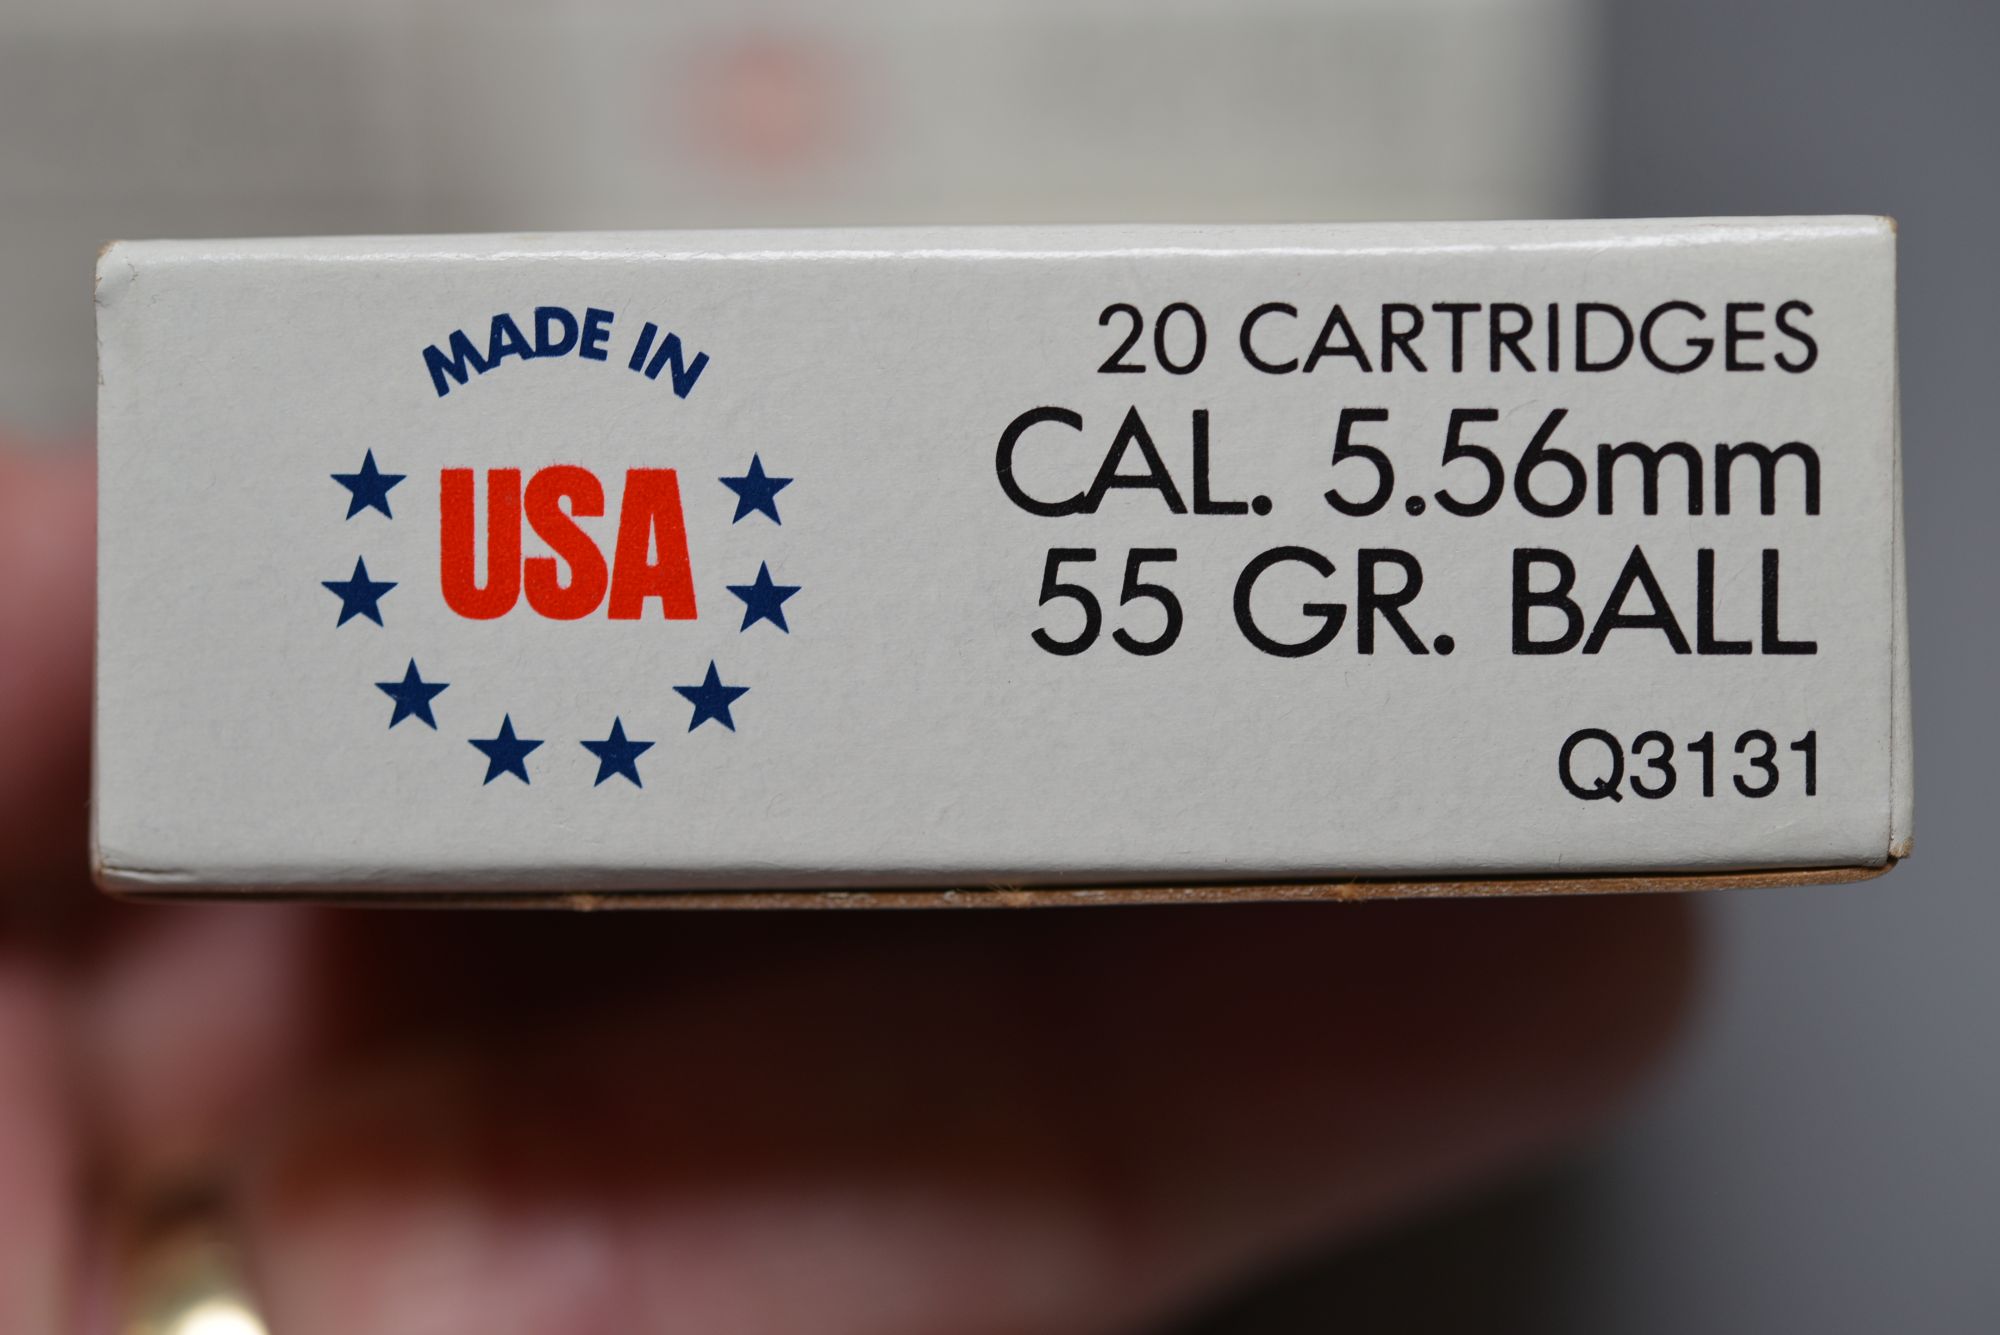 MADE IN
USA
20 CARTRIDGES
CAL. 5.56mm
55 GR. BALL
Q3131